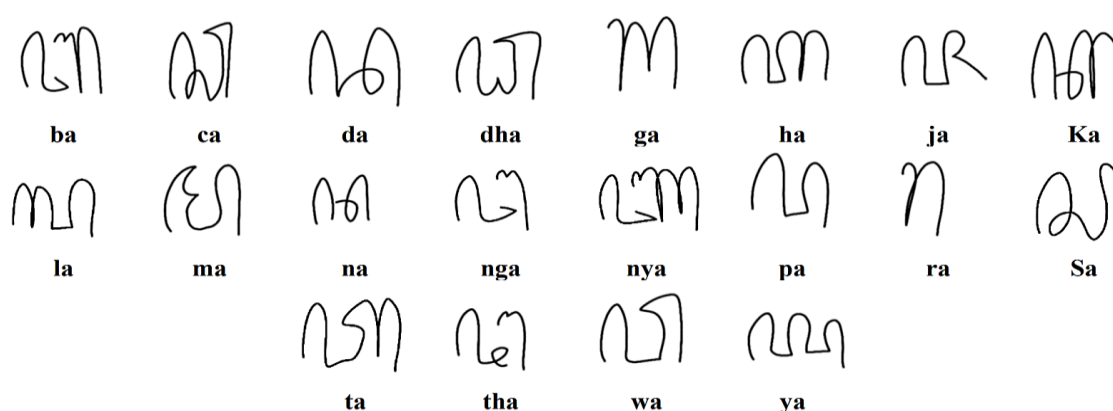 ꦧ ꦕ ꦢ ꦝ ꦒ ꦲ ꦗ ꦏ
ba ca da dha ga ha ja Ka
ꦭ ꦩ ꦤ ꦔ ꦚ ꦥ ꦫ ꦱ
la ma na nga nya pa ra Sa
ꦠ ꦛ ꦮ ꦪ
ta tha wa ya